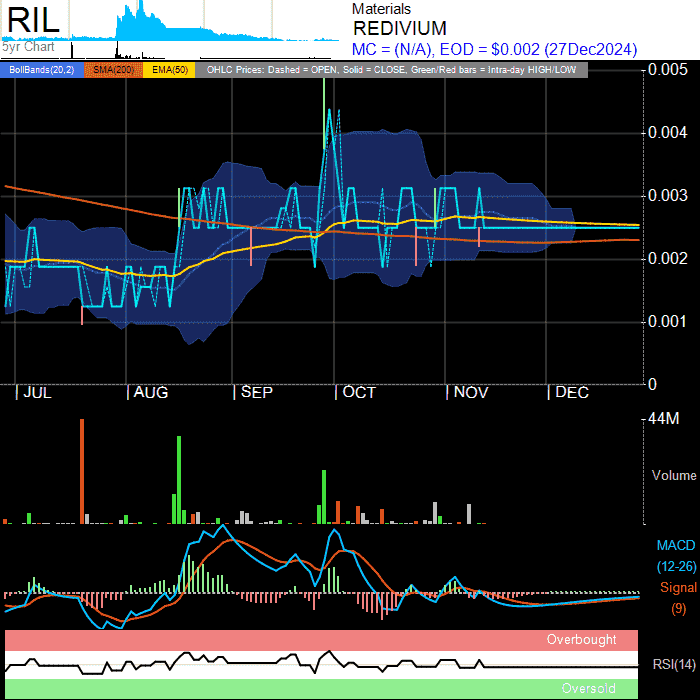 RIL
Materials
REDIVIUM
5yr Chart
MC = (N/A), EOD = $0.002 (27Dec2024)
BollBands(20,2) SMA(200) EMA(50) OHLC Prices: Dashed = OPEN, Solid = CLOSE, Green/Red bars = Intra-day HIGH/LOW
0.005
0.004
0.003
0.002
0.001
0
JUL AUG SEP OCT NOV DEC
44M
Volume
MACD
(12-26)
Signal
(9)
Overbought
RSI(14)
Oversold